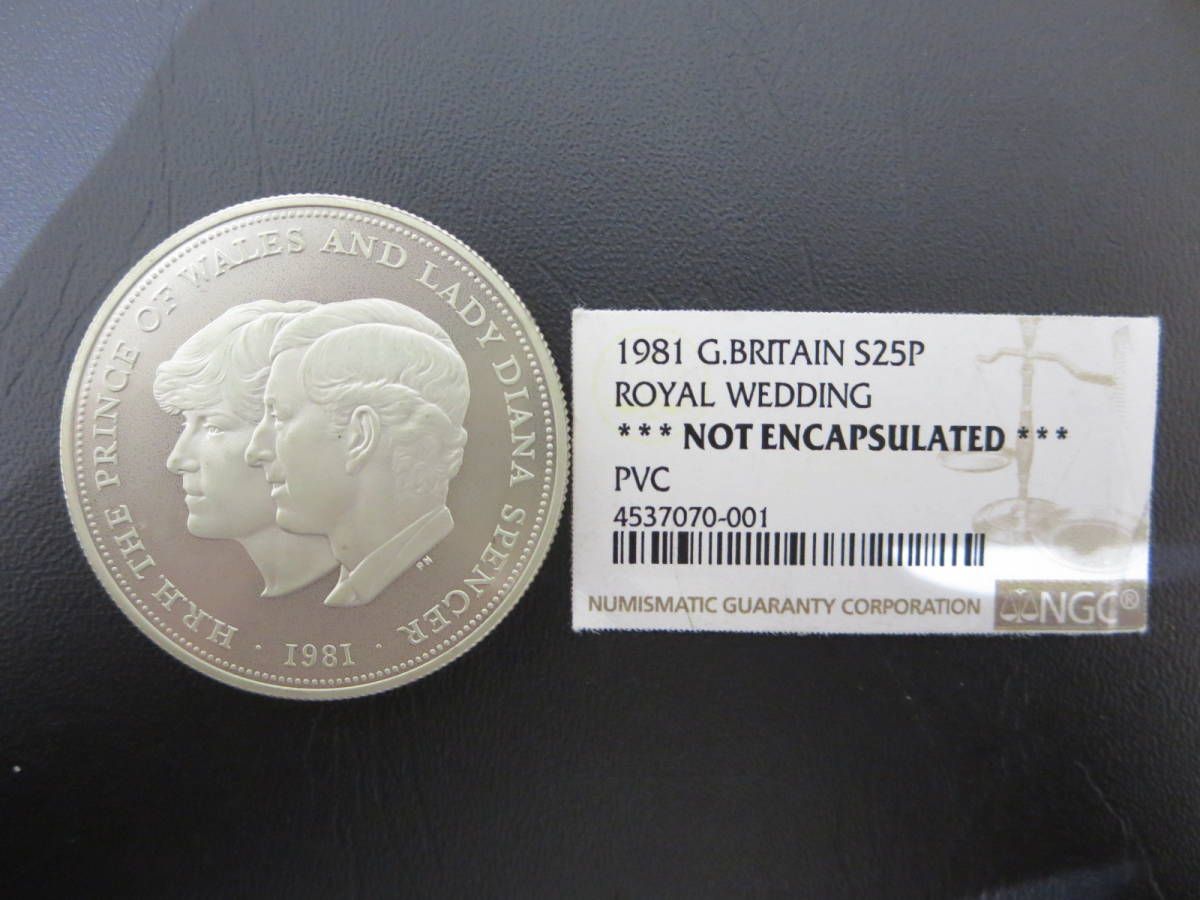 H.R.H. THE PRINCE OF WALES AND LADY DIANA SPENCER
· 1981 ·
PN
1981 G.BRITAIN S25P
ROYAL WEDDING
*** NOT ENCAPSULATED ***
PVC
4537070-001
NUMISMATIC GUARANTY CORPORATION
NGC®